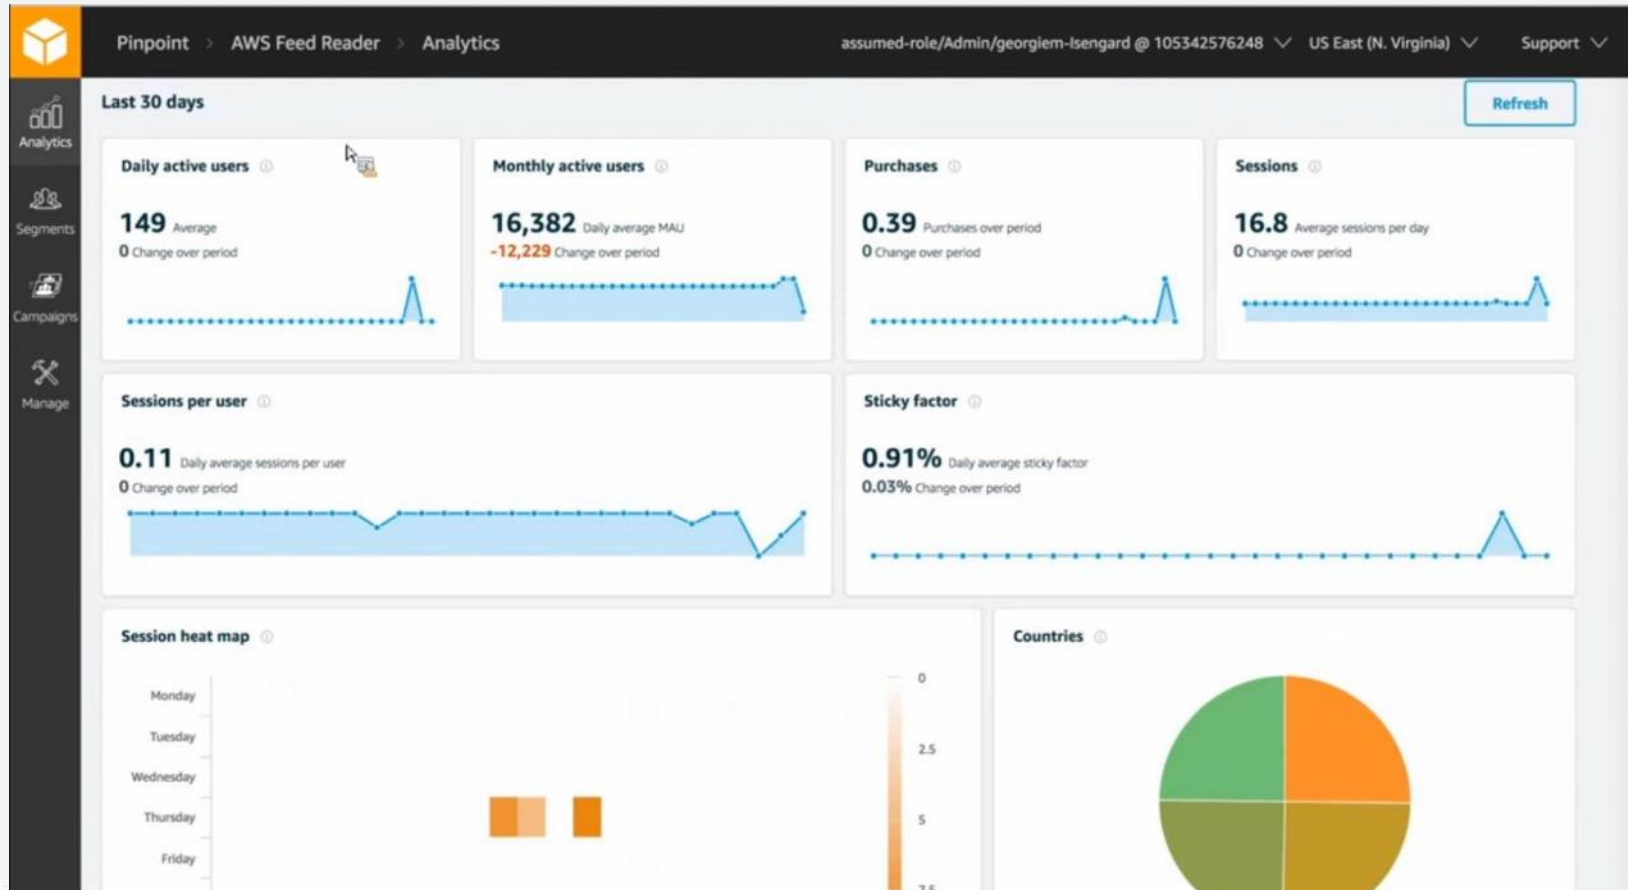 Pinpoint > AWS Feed Reader > Analytics
assumed-role/Admin/georgiem-Isengard @ 105342576248
US East (N. Virginia)
Support
Analytics
Segments
Campaigns
Manage
Last 30 days
Refresh
Daily active users
149 Average
0 Change over period
Monthly active users
16,382 Daily average MAU
-12,229 Change over period
Purchases
0.39 Purchases over period
0 Change over period
Sessions
16.8 Average sessions per day
0 Change over period
Sessions per user
0.11 Daily average sessions per user
0 Change over period
Sticky factor
0.91% Daily average sticky factor
0.03% Change over period
Session heat map
Monday
Tuesday
Wednesday
Thursday
Friday
0
2.5
5
7.5
Countries